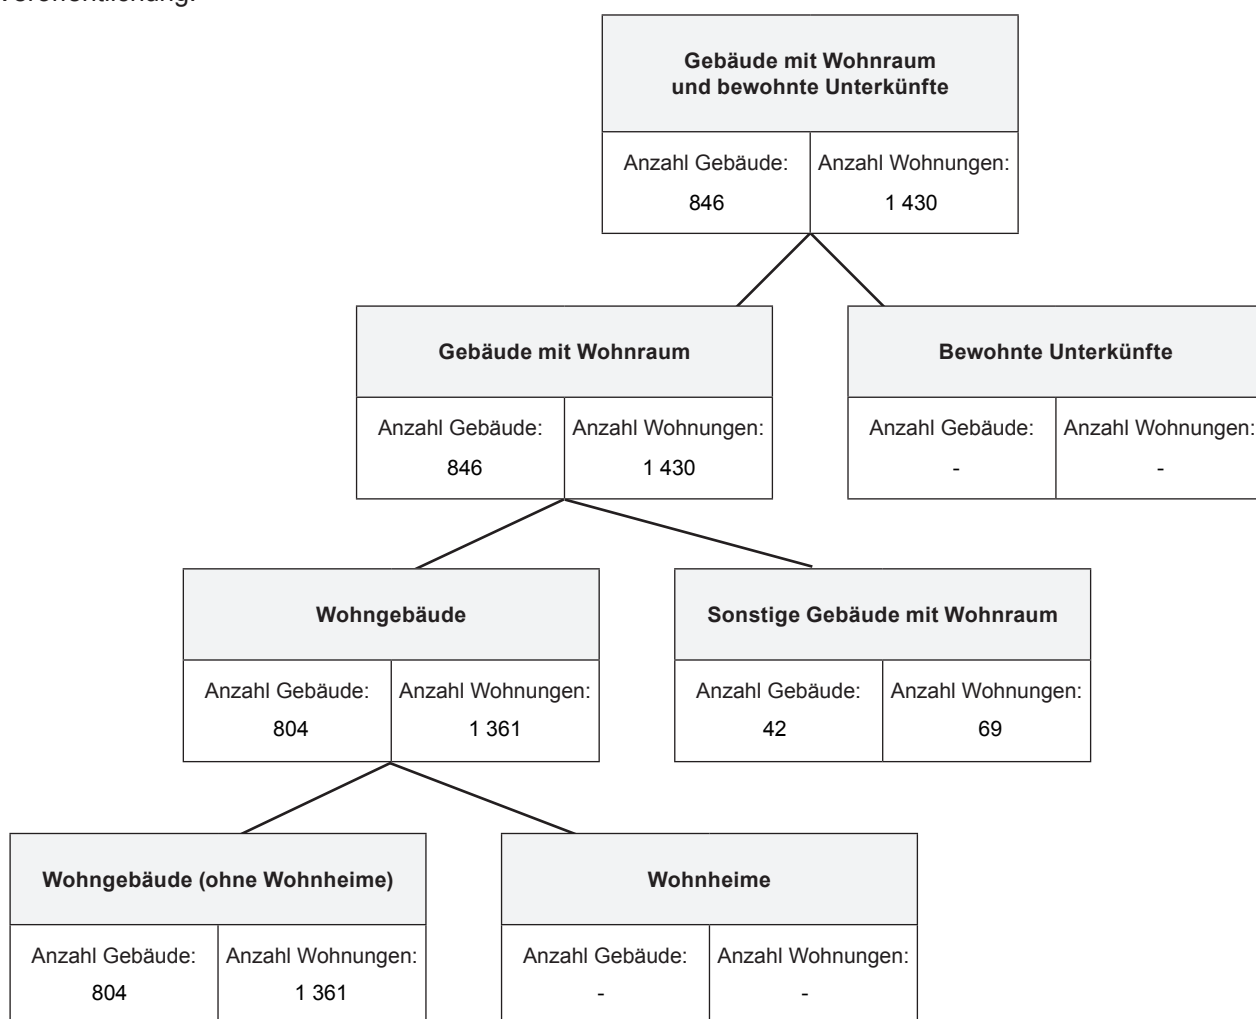 Veröffentlichung.
Gebäude mit Wohnraum
und bewohnte Unterkünfte
Anzahl Gebäude: Anzahl Wohnungen:
846 1 430
Gebäude mit Wohnraum Bewohnte Unterkünfte
Anzahl Gebäude: Anzahl Wohnungen: Anzahl Gebäude: Anzahl Wohnungen:
846 1 430 - -
Wohngebäude Sonstige Gebäude mit Wohnraum
Anzahl Gebäude: Anzahl Wohnungen: Anzahl Gebäude: Anzahl Wohnungen:
804 1 361 42 69
Wohngebäude (ohne Wohnheime) Wohnheime
Anzahl Gebäude: Anzahl Wohnungen: Anzahl Gebäude: Anzahl Wohnungen:
804 1 361 - -